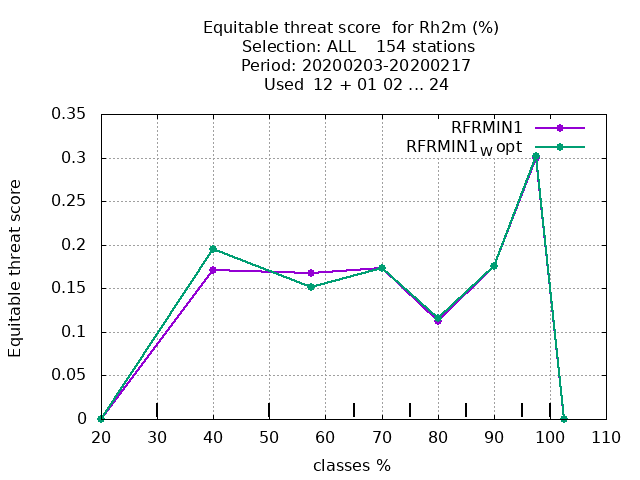 Equitable threat score  for Rh2m (%)
Selection: ALL    154 stations
Period: 20200203-20200217
Used  12 + 01 02 ... 24
RFRMIN1
RFRMIN1W opt
Equitable threat score
0.35
0.3
0.25
0.2
0.15
0.1
0.05
0
20 30 40 50 60 70 80 90 100 110
classes %